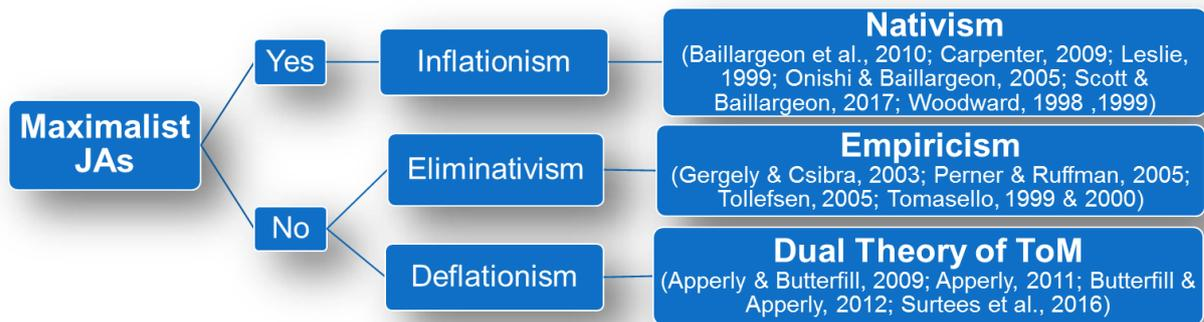 Maximalist
JAs
Yes
No
Inflationism
Eliminativism
Deflationism
Nativism
(Baillargeon et al., 2010; Carpenter, 2009; Leslie,
1999; Onishi & Baillargeon, 2005; Scott &
Baillargeon, 2017; Woodward, 1998 ,1999)
Empiricism
(Gergely & Csibra, 2003; Perner & Ruffman, 2005;
Tollefsen, 2005; Tomasello, 1999 & 2000)
Dual Theory of ToM
(Apperly & Butterfill, 2009; Apperly, 2011; Butterfill &
Apperly, 2012; Surtees et al., 2016)